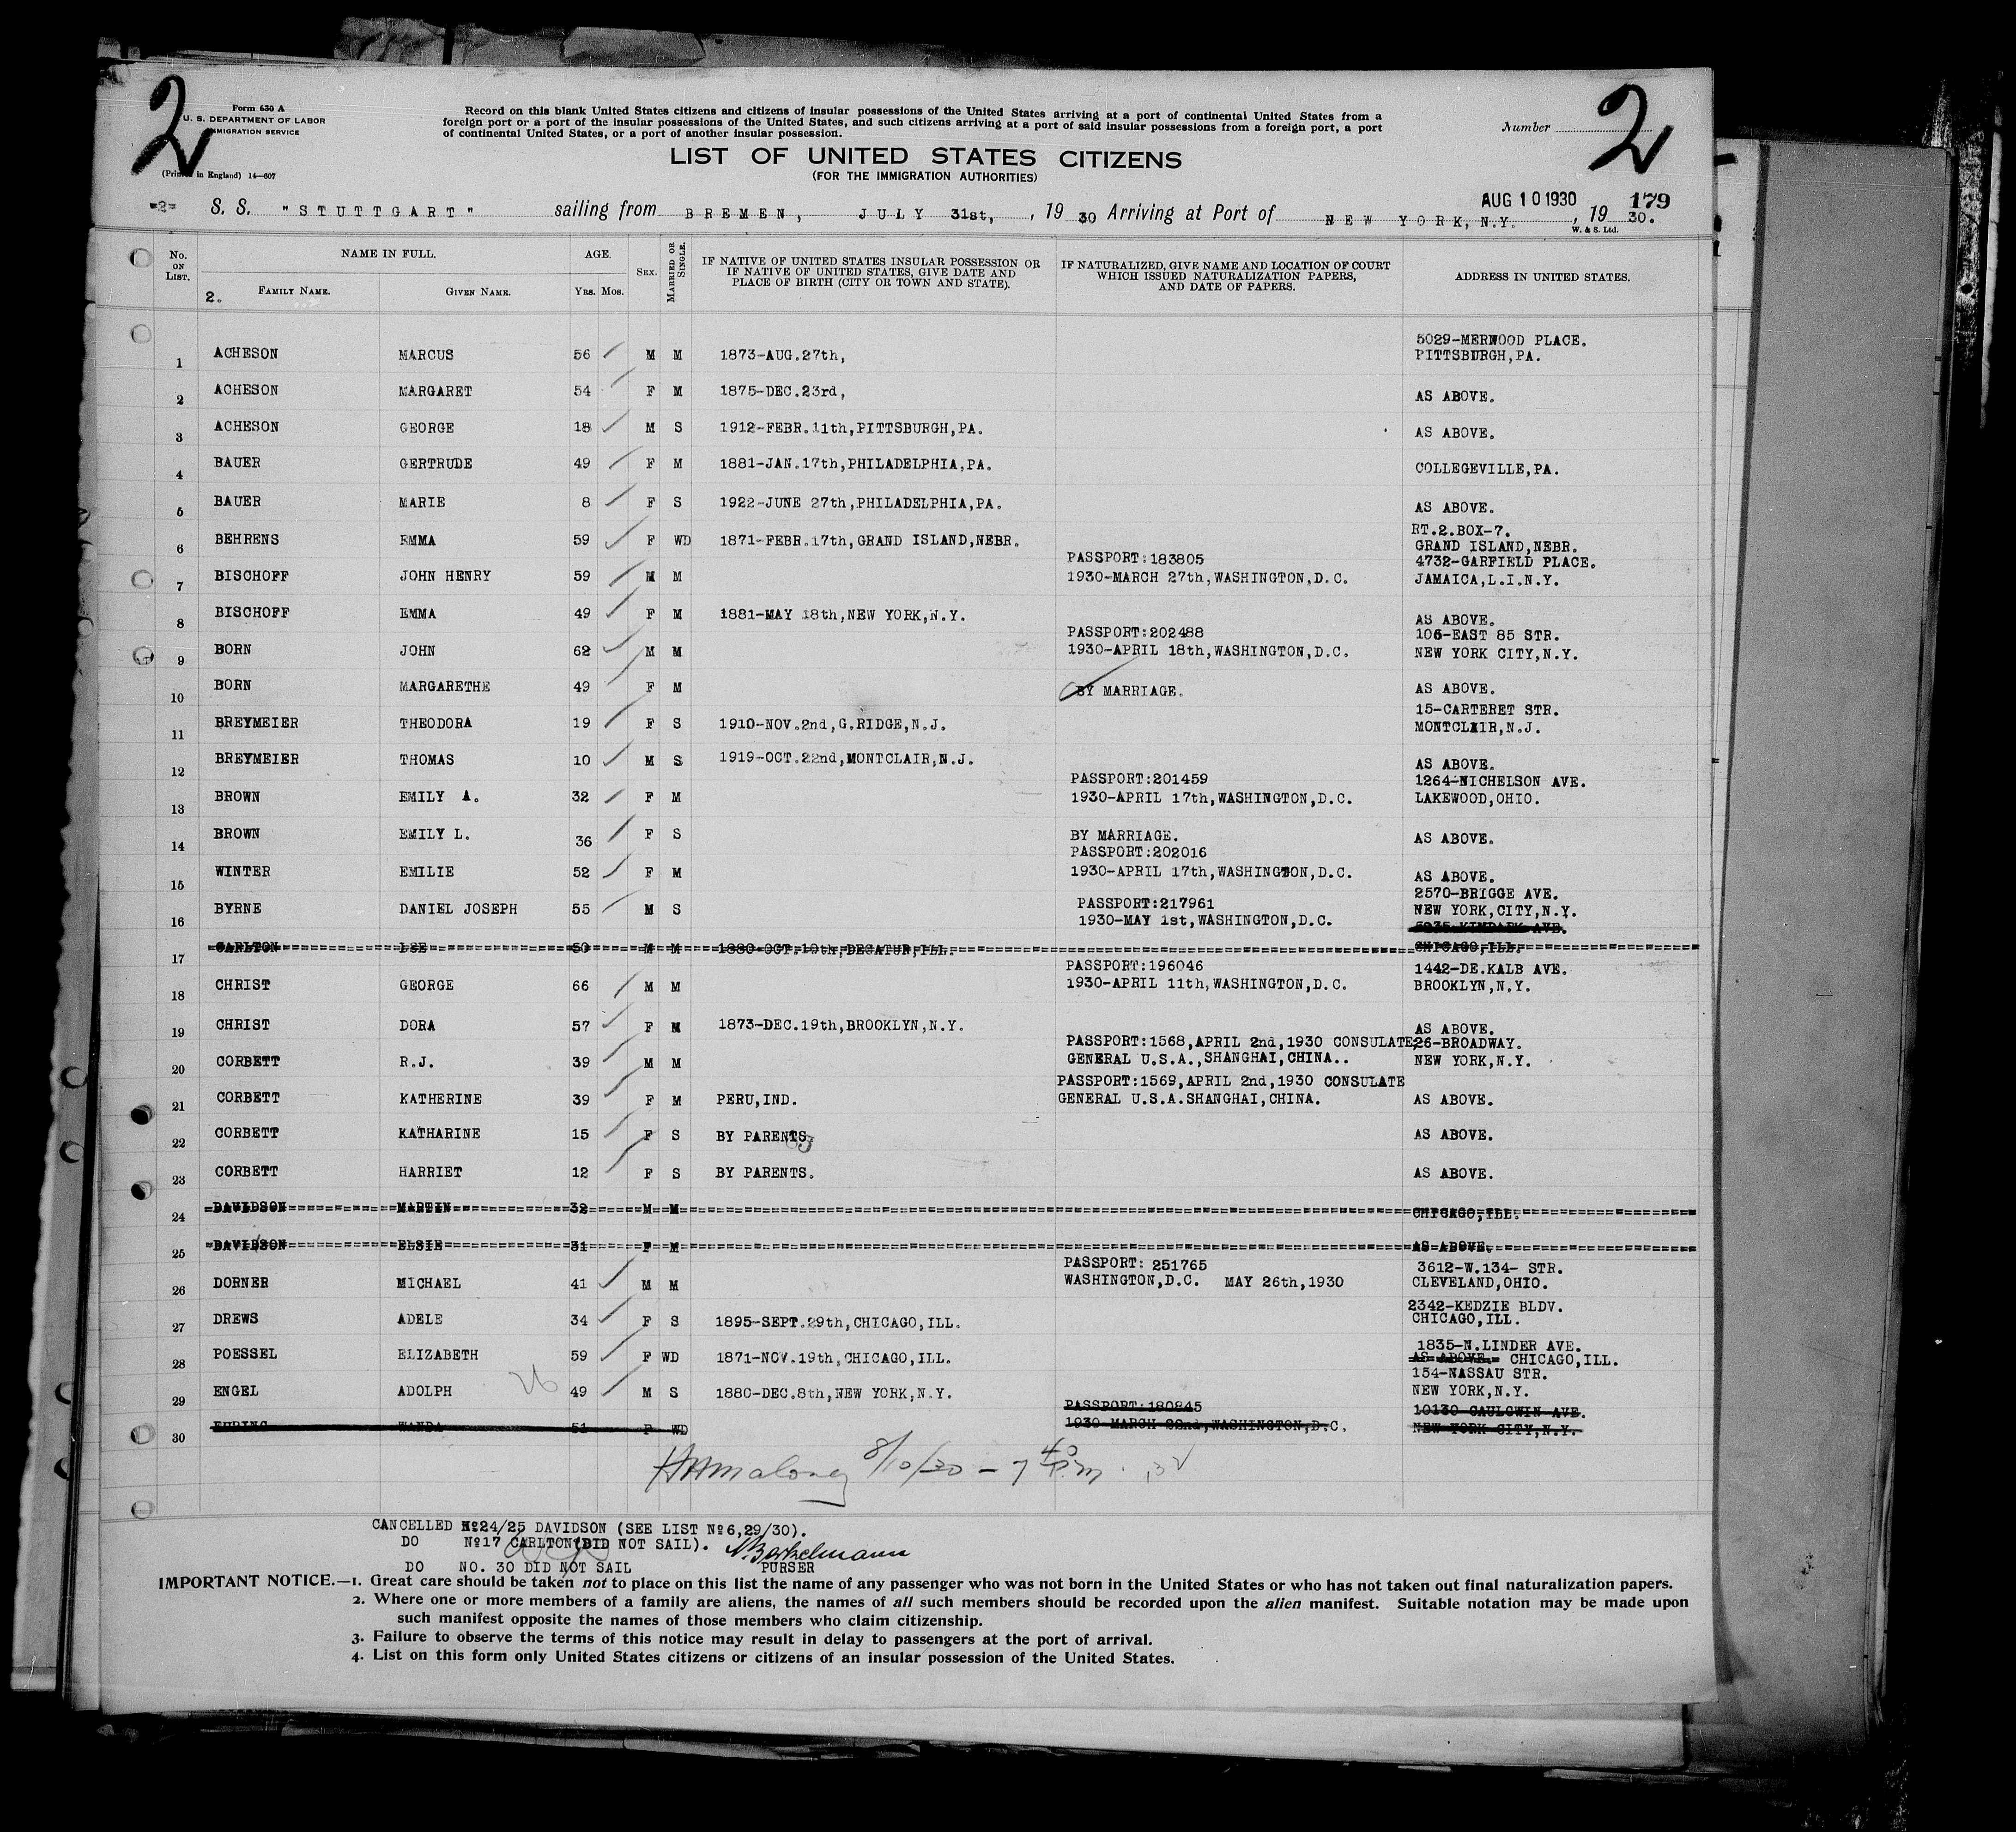 2 2
Form 630 A
U. S. DEPARTMENT OF LABOR
IMMIGRATION SERVICE
(Printed in England) 14—607
Record on this blank United States citizens and citizens of insular possessions of the United States arriving at a port of continental United States from a
foreign port or a port of the insular possessions of the United States, and such citizens arriving at a port of said insular possessions from a foreign port, a port
of continental United States, or a port of another insular possession.
Number
LIST OF UNITED STATES CITIZENS
(FOR THE IMMIGRATION AUTHORITIES)
AUG 10 1930 179
-2- S. S. "STUTTGART" sailing from BREMEN, JULY 31st, , 19 30 Arriving at Port of NEW YORK, N.Y. , 19 30.
W. & S. Ltd.
No. ON LIST. NAME IN FULL. AGE. SEX. MARRIED OR SINGLE. IF NATIVE OF UNITED STATES INSULAR POSSESSION OR IF NATIVE OF UNITED STATES, GIVE DATE AND PLACE OF BIRTH (CITY OR TOWN AND STATE). IF NATURALIZED, GIVE NAME AND LOCATION OF COURT WHICH ISSUED NATURALIZATION PAPERS, AND DATE OF PAPERS. ADDRESS IN UNITED STATES.
2. FAMILY NAME. GIVEN NAME. YRS. MOS.
5029-MERWOOD PLACE.
1 ACHESON MARCUS 56 M M 1873-AUG.27th, PITTSBURGH,PA.
2 ACHESON MARGARET 54 F M 1875-DEC.23rd, AS ABOVE.
3 ACHESON GEORGE 18 M S 1912-FEBR.11th,PITTSBURGH,PA. AS ABOVE.
4 BAUER GERTRUDE 49 F M 1881-JAN.17th,PHILADELPHIA,PA. COLLEGEVILLE,PA.
5 BAUER MARIE 8 F S 1922-JUNE 27th,PHILADELPHIA,PA. AS ABOVE.
RT.2.BOX-7.
6 BEHRENS EMMA 59 F WD 1871-FEBR.17th,GRAND ISLAND,NEBR. GRAND ISLAND,NEBR.
PASSPORT:183805 4732-GARFIELD PLACE.
7 BISCHOFF JOHN HENRY 59 M M 1930-MARCH 27th,WASHINGTON,D.C. JAMAICA,L.I.N.Y.
8 BISCHOFF EMMA 49 F M 1881-MAY 18th,NEW YORK,N.Y. AS ABOVE.
PASSPORT:202488 106-EAST 85 STR.
9 BORN JOHN 62 M M 1930-APRIL 18th,WASHINGTON,D.C. NEW YORK CITY,N.Y.
10 BORN MARGARETHE 49 F M BY MARRIAGE. AS ABOVE.
15-CARTERET STR.
11 BREYMEIER THEODORA 19 F S 1910-NOV.2nd,G.RIDGE,N.J. MONTCLAIR,N.J.
12 BREYMEIER THOMAS 10 M S 1919-OCT.22nd,MONTCLAIR,N.J. AS ABOVE.
PASSPORT:201459 1264-NICHELSON AVE.
13 BROWN EMILY A. 32 F M 1930-APRIL 17th,WASHINGTON,D.C. LAKEWOOD,OHIO.
14 BROWN EMILY L. 36 F S BY MARRIAGE. AS ABOVE.
PASSPORT:202016
15 WINTER EMILIE 52 F M 1930-APRIL 17th,WASHINGTON,D.C. AS ABOVE.
PASSPORT:217961 2570-BRIGGE AVE.
16 BYRNE DANIEL JOSEPH 55 M S 1930-MAY 1st,WASHINGTON,D.C. NEW YORK,CITY,N.Y.
KIMBARK AVE.
17 CARLTON LEE 50 M M 1880-OCT.19th,DECATUR,ILL. CHICAGO,ILL.
PASSPORT:196046 1442-DE.KALB AVE.
18 CHRIST GEORGE 66 M M 1930-APRIL 11th,WASHINGTON,D.C. BROOKLYN,N.Y.
19 CHRIST DORA 57 F M 1873-DEC.19th,BROOKLYN,N.Y. AS ABOVE.
PASSPORT:1568,APRIL 2nd,1930 CONSULATE, 26-BROADWAY.
20 CORBETT R.J. 39 M M GENERAL U.S.A.,SHANGHAI,CHINA.. NEW YORK,N.Y.
PASSPORT:1569,APRIL 2nd,1930 CONSULATE
21 CORBETT KATHERINE 39 F M PERU,IND. GENERAL U.S.A.SHANGHAI,CHINA. AS ABOVE.
22 CORBETT KATHARINE 15 F S BY PARENTS. AS ABOVE.
23 CORBETT HARRIET 12 F S BY PARENTS. AS ABOVE.
24 DAVIDSON MARTIN 32 M M CHICAGO,ILL.
25 DAVIDSON ELSIE 31 F M AS ABOVE.
PASSPORT: 251765 3612-W.134- STR.
26 DORNER MICHAEL 41 M M WASHINGTON,D.C. MAY 26th,1930 CLEVELAND,OHIO.
2342-KEDZIE BLDV.
27 DREWS ADELE 34 F S 1895-SEPT.29th,CHICAGO,ILL. CHICAGO,ILL.
1835-N.LINDER AVE.
28 POESSEL ELIZABETH 59 F WD 1871-NOV.19th,CHICAGO,ILL. AS ABOVE. CHICAGO,ILL.
154-NASSAU STR.
29 ENGEL ADOLPH 26 49 M S 1880-DEC.8th,NEW YORK,N.Y. NEW YORK,N.Y.
PASSPORT:180845 10130 AVE.
30 WANDA 51 F WD 1930-MARCH 22nd,WASHINGTON,D.C. NEW YORK CITY,N.Y.
Maloney 8/10/30 – 7 40 P.M.
CANCELLED №24/25 DAVIDSON (SEE LIST №6,29/30).
DO №17 CARLTON(DID NOT SAIL).
DO NO. 30 DID NOT SAIL PURSER
IMPORTANT NOTICE.—1. Great care should be taken not to place on this list the name of any passenger who was not born in the United States or who has not taken out final naturalization papers.
2. Where one or more members of a family are aliens, the names of all such members should be recorded upon the alien manifest. Suitable notation may be made upon
such manifest opposite the names of those members who claim citizenship.
3. Failure to observe the terms of this notice may result in delay to passengers at the port of arrival.
4. List on this form only United States citizens or citizens of an insular possession of the United States.